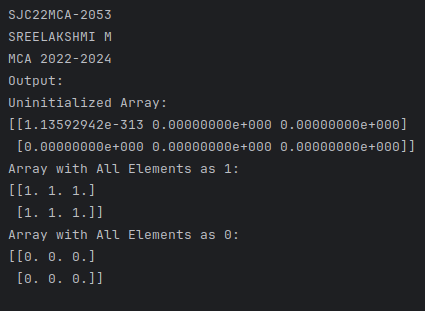 SJC22MCA-2053
SREELAKSHMI M
MCA 2022-2024
Output:
Uninitialized Array:
[[1.13592942e-313 0.00000000e+000 0.00000000e+000]
 [0.00000000e+000 0.00000000e+000 0.00000000e+000]]
Array with All Elements as 1:
[[1. 1. 1.]
 [1. 1. 1.]]
Array with All Elements as 0:
[[0. 0. 0.]
 [0. 0. 0.]]